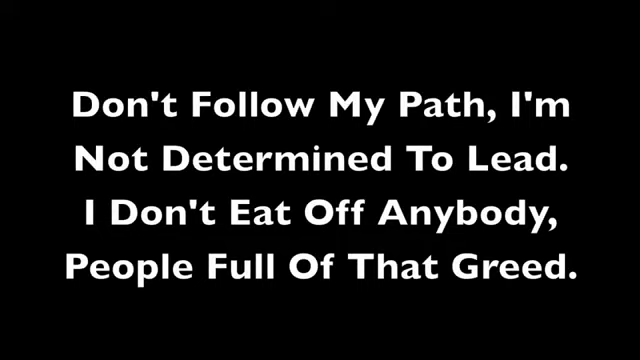 Don't Follow My Path, I'm
Not Determined To Lead.
I Don't Eat Off Anybody,
People Full Of That Greed.